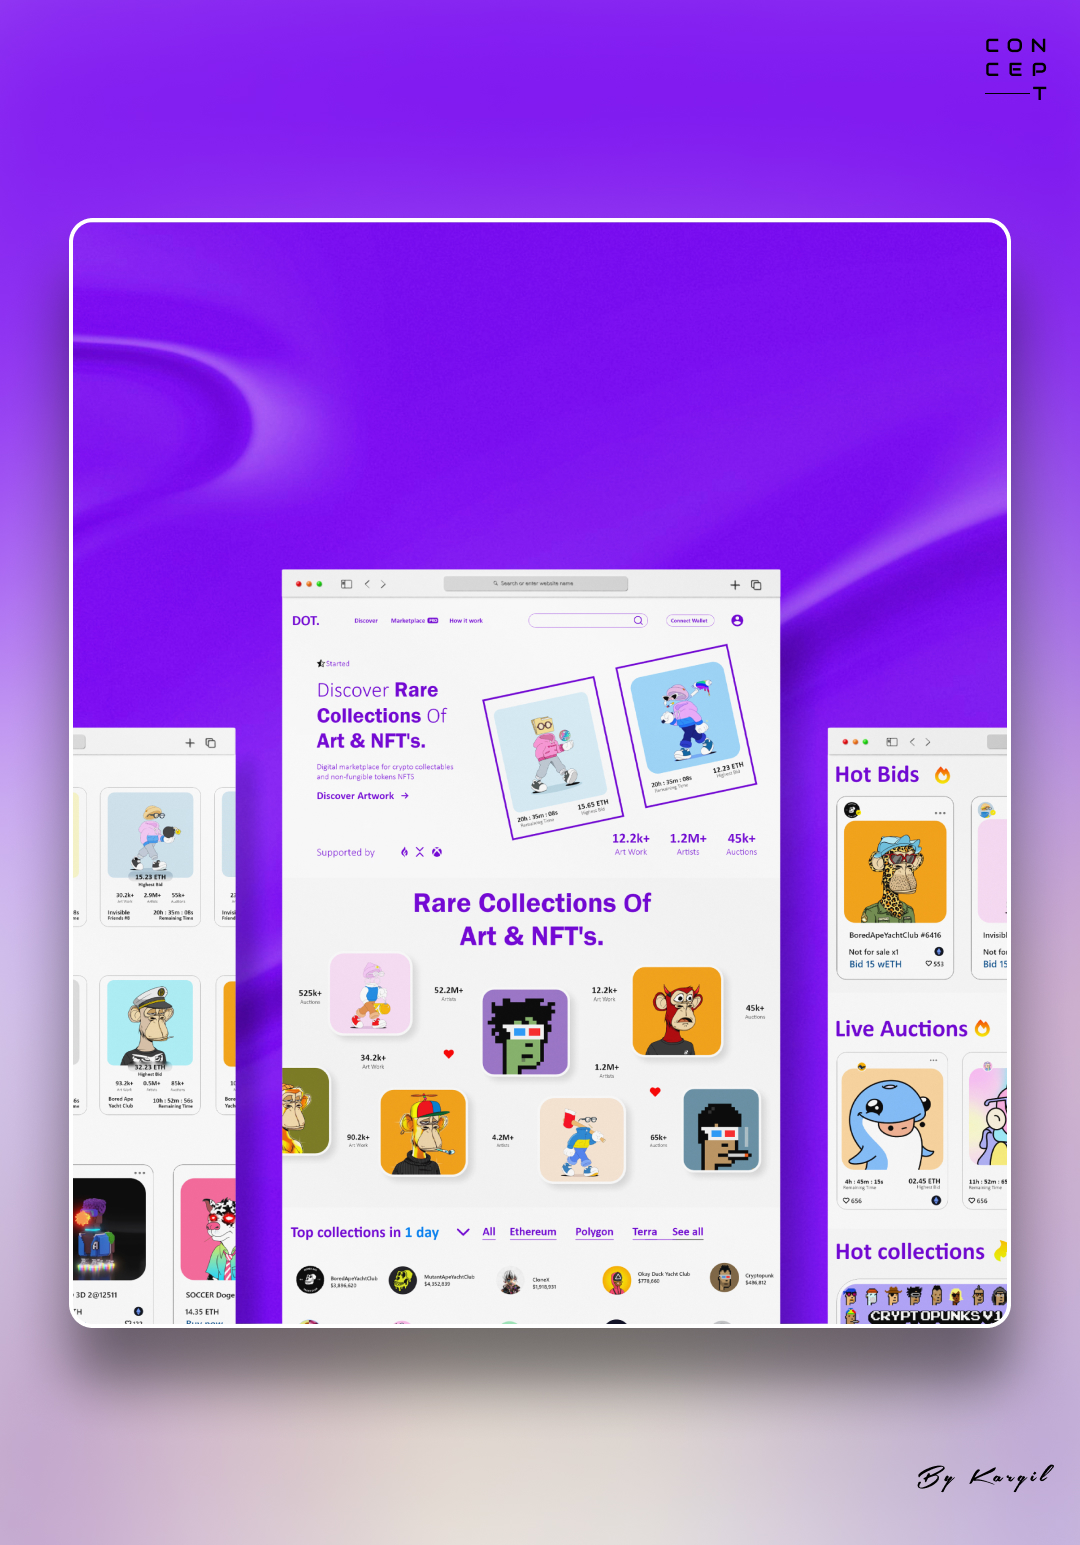 CON
CEP
T
Search or enter website name
DOT.
Discover
Marketplace PRO
How it work
Connect Wallet
Started
Discover Rare
Collections Of
Art & NFT's.
Digital marketplace for crypto collectables
and non-fungible tokens NFTS
Discover Artwork →
Supported by
20h : 35m : 08s
Remaining Time
15.65 ETH
Highest Bid
20h : 35m : 08s
Remaining Time
12.23 ETH
Highest Bid
12.2k+
Art Work
1.2M+
Artists
45k+
Auctions
Rare Collections Of
Art & NFT's.
525k+
Auctions
52.2M+
Artists
12.2k+
Art Work
45k+
Auctions
34.2k+
Art Work
1.2M+
Artists
90.2k+
Art Work
4.2M+
Artists
65k+
Auctions
Top collections in 1 day
All
Ethereum
Polygon
Terra
See all
BoredApeYachtClub
$3,896,620
MutantApeYachtClub
$4,352,839
CloneX
$1,918,931
Okay Duck Yacht Club
$778,668
Cryptopunk
$486,812
15.23 ETH
Highest Bid
30.2k+
Art Work
2.9M+
Artists
55k+
Auctions
Invisible
Friends #8
20h : 35m : 08s
Remaining Time
32.23 ETH
Highest Bid
93.2k+
Art Work
0.5M+
Artists
85k+
Auctions
Bored Ape
Yacht Club
10h : 52m : 56s
Remaining Time
3D 2@12511
SOCCER Doge
14.35 ETH
Buy now
Hot Bids
BoredApeYachtClub #6416
Not for sale x1
Bid 15 wETH
553
Invisibl
Not for
Bid 15
Live Auctions
4h : 45m : 15s
Remaining Time
02.45 ETH
Highest Bid
656
11h : 52m : 65
Remaining Time
656
Hot collections
CRYPTOPUNKS V1
By Kargil